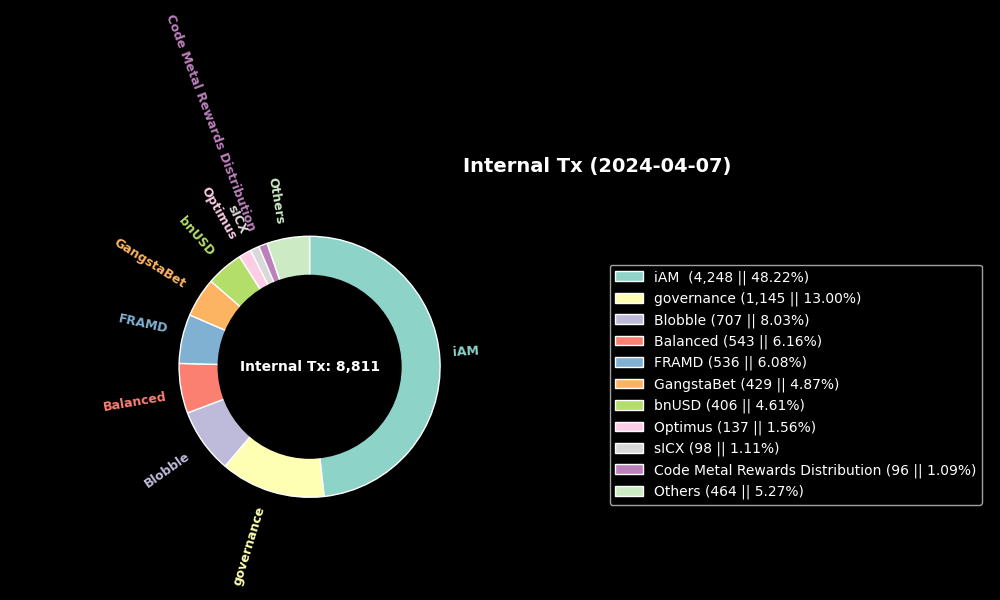 Code Metal Rewards Distribution
Internal Tx (2024-04-07)
Others
sICX
Optimus
bnUSD
GangstaBet
FRAMD
Balanced
Blobble
governance
iAM
Internal Tx: 8,811
iAM  (4,248 || 48.22%)
governance (1,145 || 13.00%)
Blobble (707 || 8.03%)
Balanced (543 || 6.16%)
FRAMD (536 || 6.08%)
GangstaBet (429 || 4.87%)
bnUSD (406 || 4.61%)
Optimus (137 || 1.56%)
sICX (98 || 1.11%)
Code Metal Rewards Distribution (96 || 1.09%)
Others (464 || 5.27%)